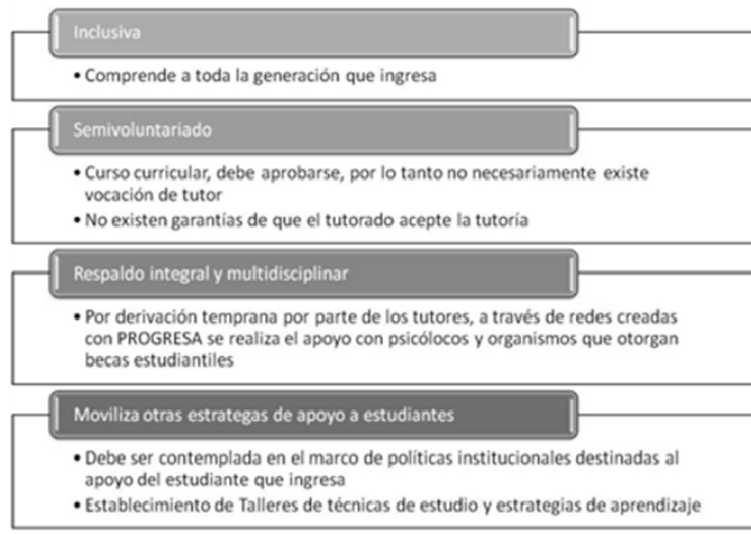 Inclusiva
• Comprende a toda la generación que ingresa
Semivoluntariado
• Curso curricular, debe aprobarse, por lo tanto no necesariamente existe
vocación de tutor
• No existen garantías de que el tutorado acepte la tutoría
Respaldo integral y multidisciplinar
• Por derivación temprana por parte de los tutores, a través de redes creadas
con PROGRESA se realiza el apoyo con psicólocos y organismos que otorgan
becas estudiantiles
Moviliza otras estrategas de apoyo a estudiantes
• Debe ser contemplada en el marco de políticas institucionales destinadas al
apoyo del estudiante que ingresa
• Establecimiento de Talleres de técnicas de estudio y estrategias de aprendizaje